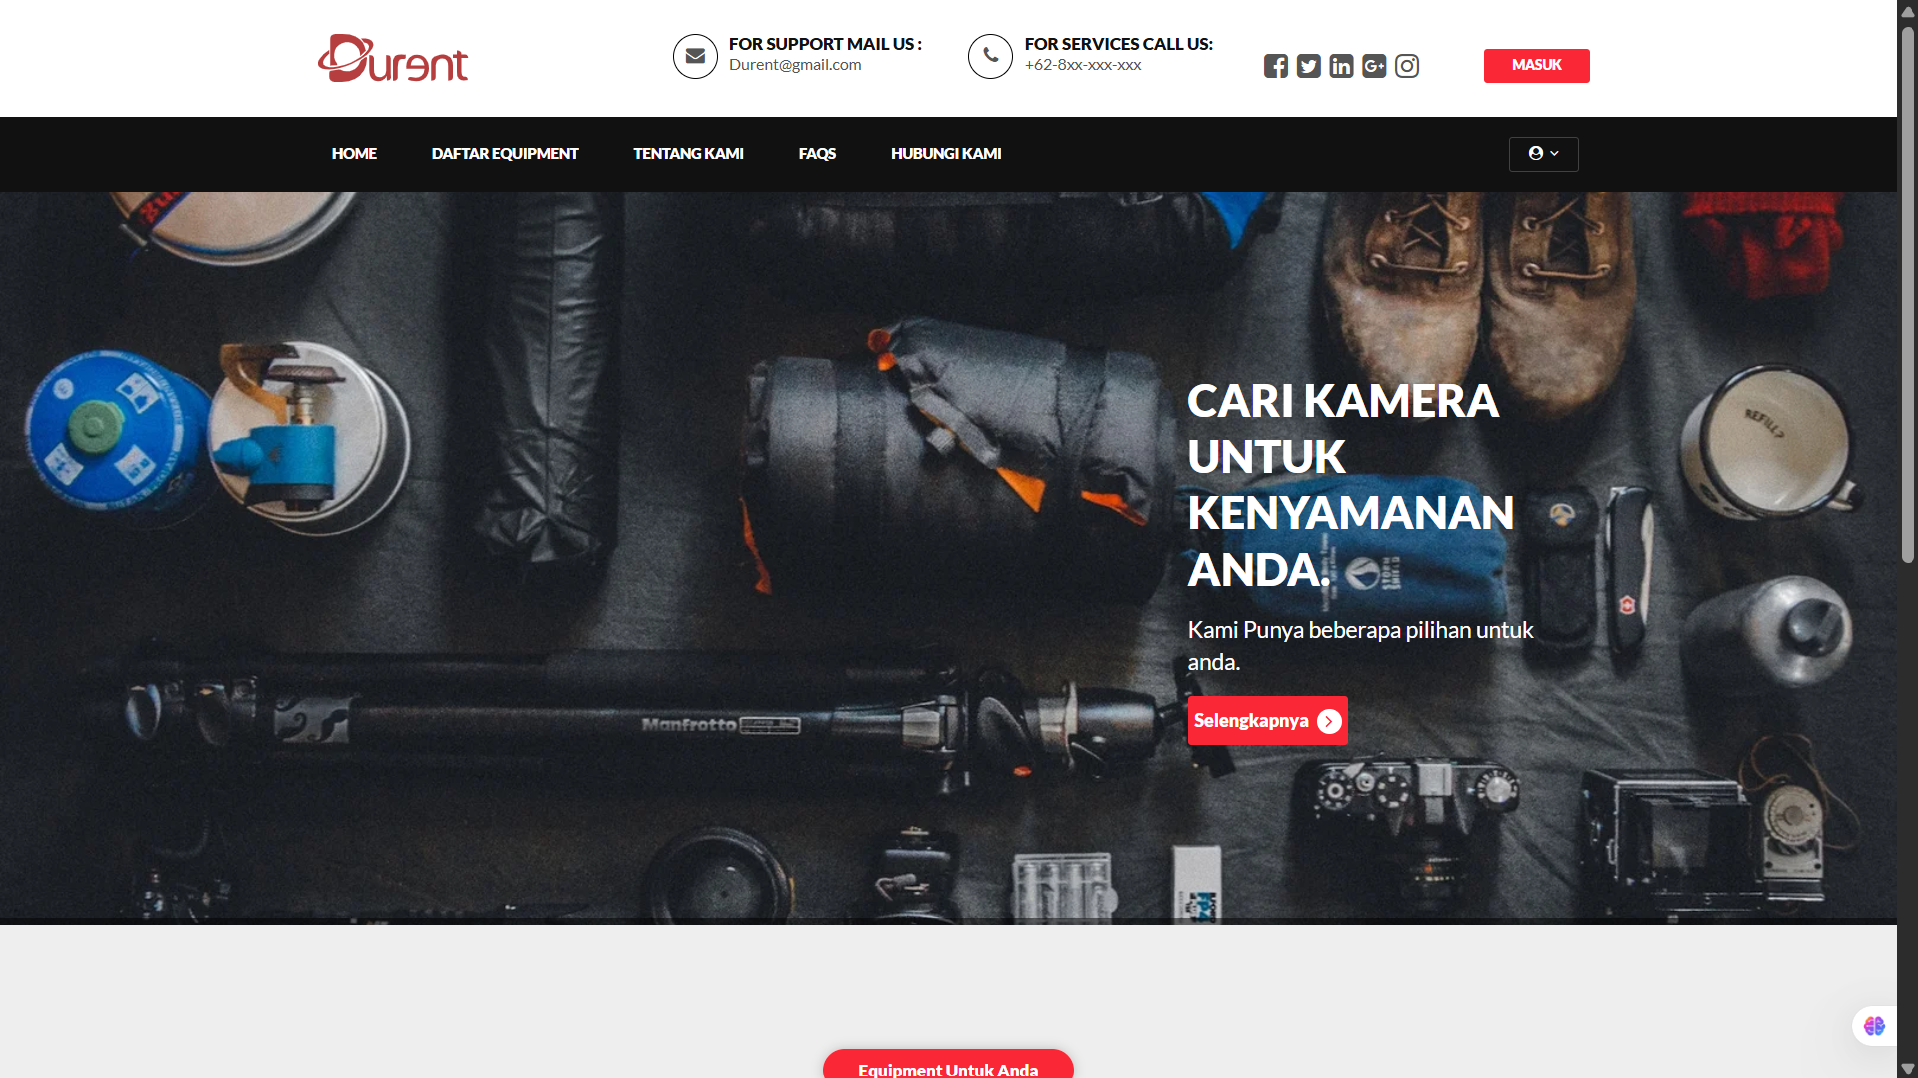 Durent
FOR SUPPORT MAIL US :
Durent@gmail.com
FOR SERVICES CALL US:
+62-8xx-xxx-xxx
MASUK
HOME
DAFTAR EQUIPMENT
TENTANG KAMI
FAQS
HUBUNGI KAMI
CARI KAMERA
UNTUK
KENYAMANAN
ANDA.
REFILL?
Kami Punya beberapa pilihan untuk
anda.
Manfrotto
Selengkapnya
Equipment Untuk Anda